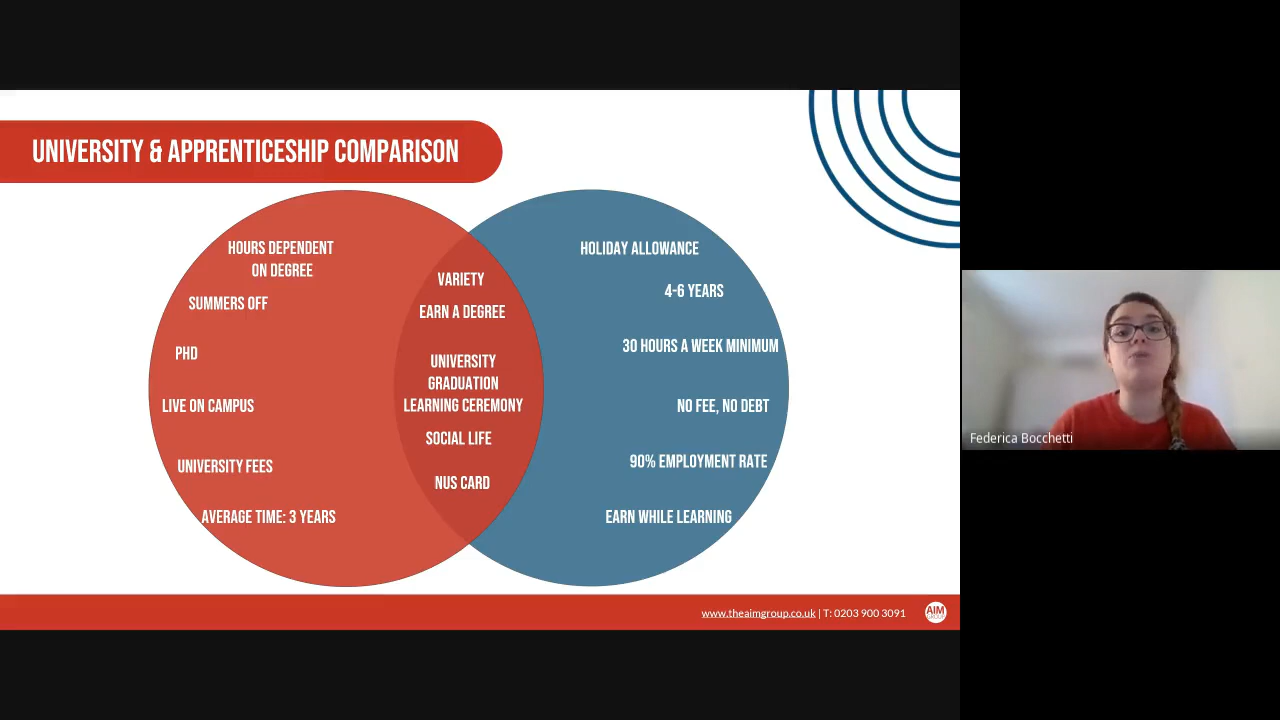 UNIVERSITY & APPRENTICESHIP COMPARISON
HOURS DEPENDENT
ON DEGREE
SUMMERS OFF
PHD
LIVE ON CAMPUS
UNIVERSITY FEES
AVERAGE TIME: 3 YEARS
VARIETY
EARN A DEGREE
UNIVERSITY
GRADUATION
LEARNING CEREMONY
SOCIAL LIFE
NUS CARD
HOLIDAY ALLOWANCE
4-6 YEARS
30 HOURS A WEEK MINIMUM
NO FEE, NO DEBT
90% EMPLOYMENT RATE
EARN WHILE LEARNING
www.theaimgroup.co.uk | T: 0203 900 3091
AIM
GROUP
Federica Bocchetti